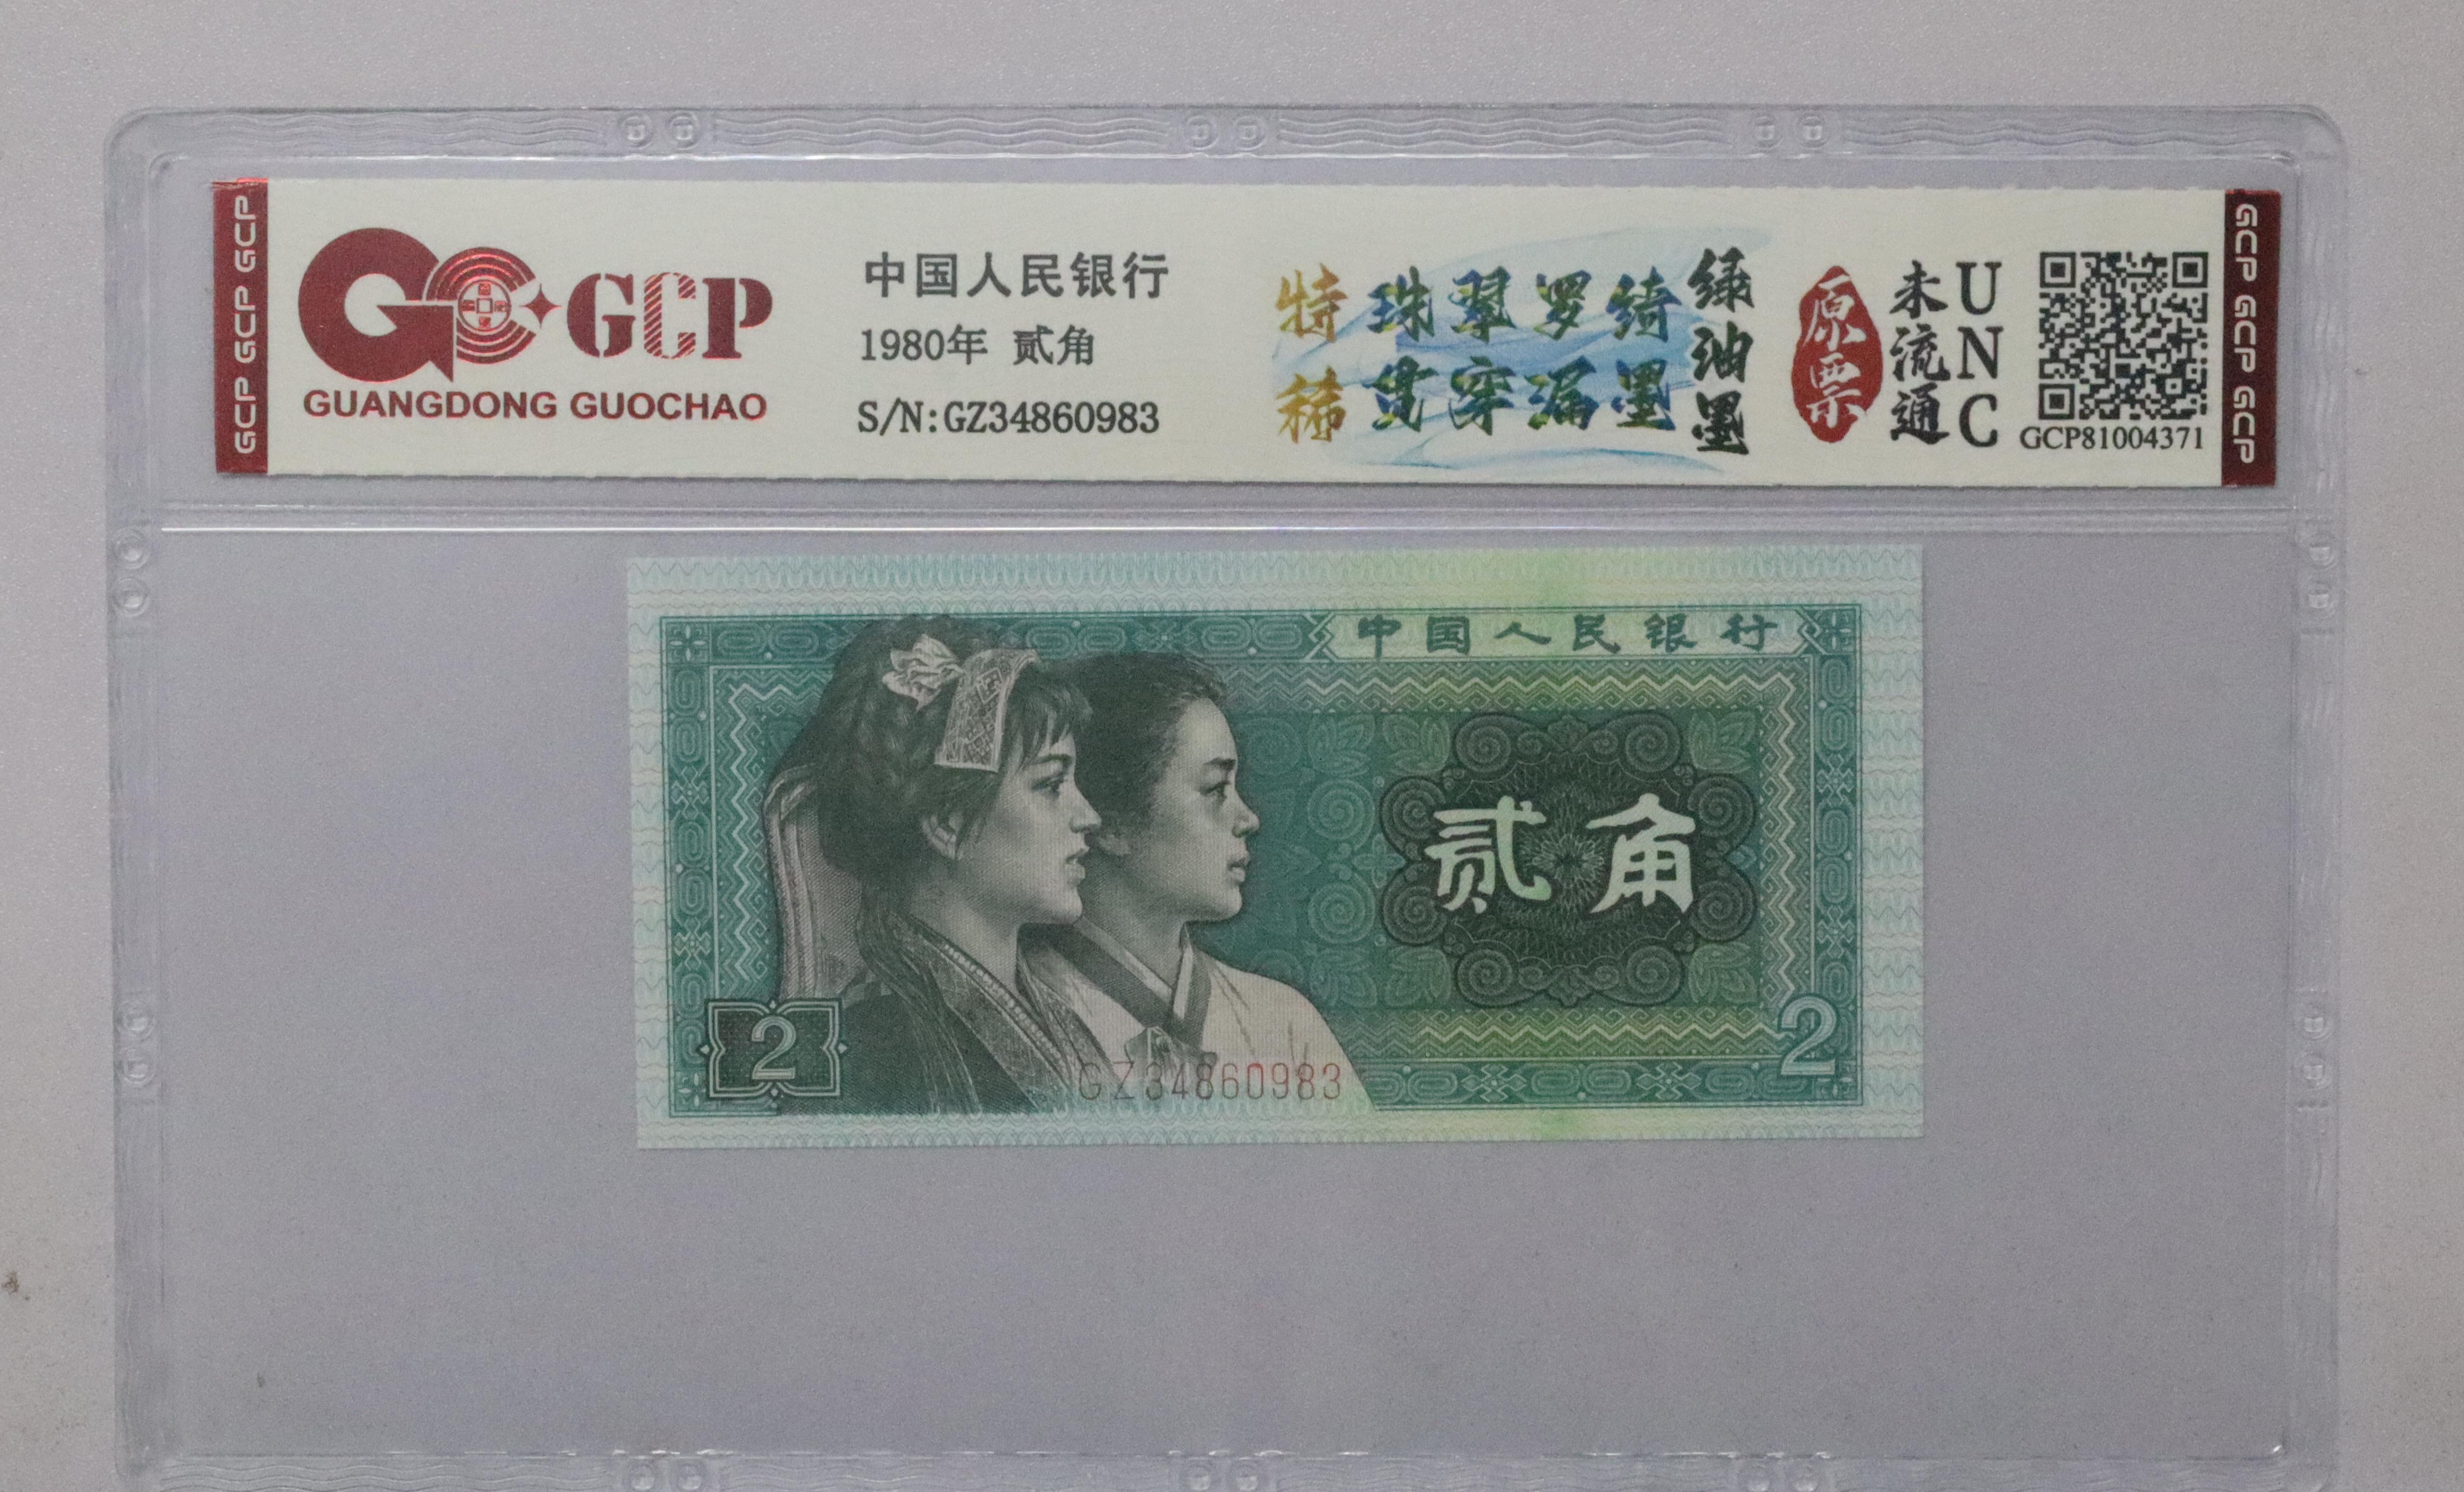 GCP GCP GCP
GCP
GUANGDONG GUOCHAO
中国人民银行
1980年 贰角
S/N:GZ34860983
特稀
珠翠罗绮
贯穿漏墨
绿油墨
原票
未流通
UNC
GCP81004371
GCP GCP GCP
中国人民银行
贰角
2
2
GZ34860983